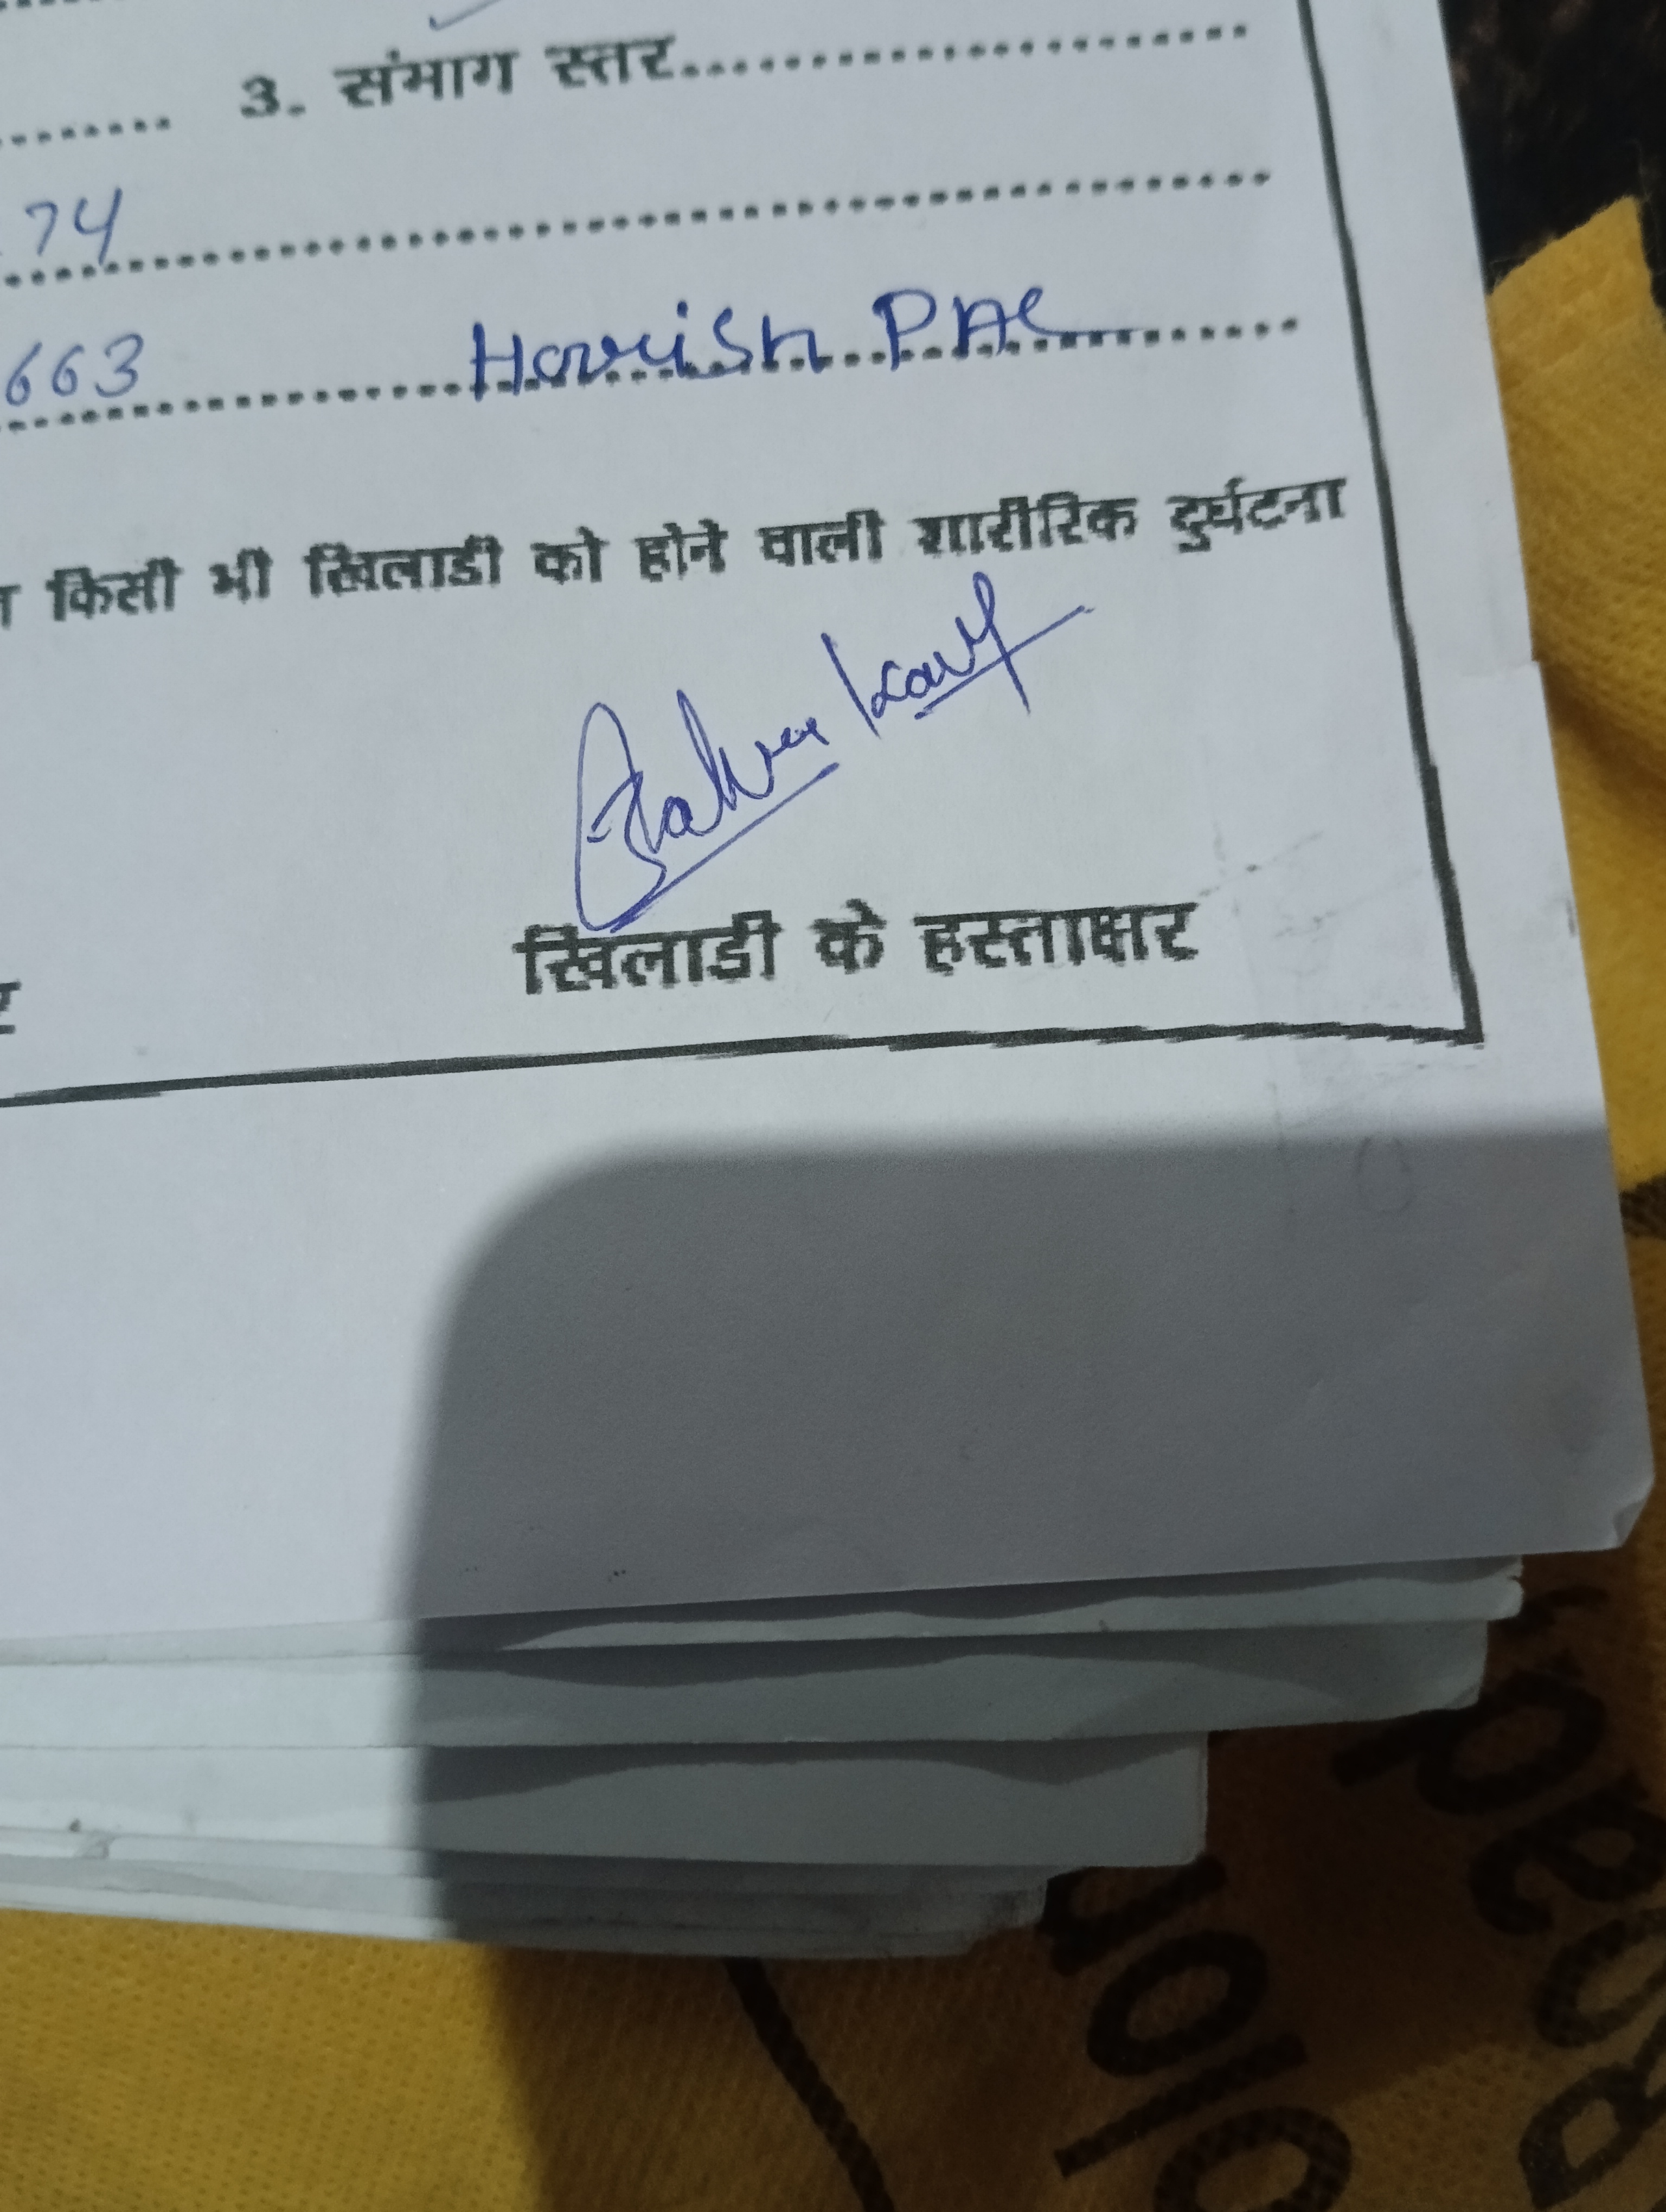 3. संभाग स्तर
74
663 Harish PAL
किसी भी खिलाडी को होने वाली शारीरिक दुर्घटना
खिलाडी के हस्ताक्षर